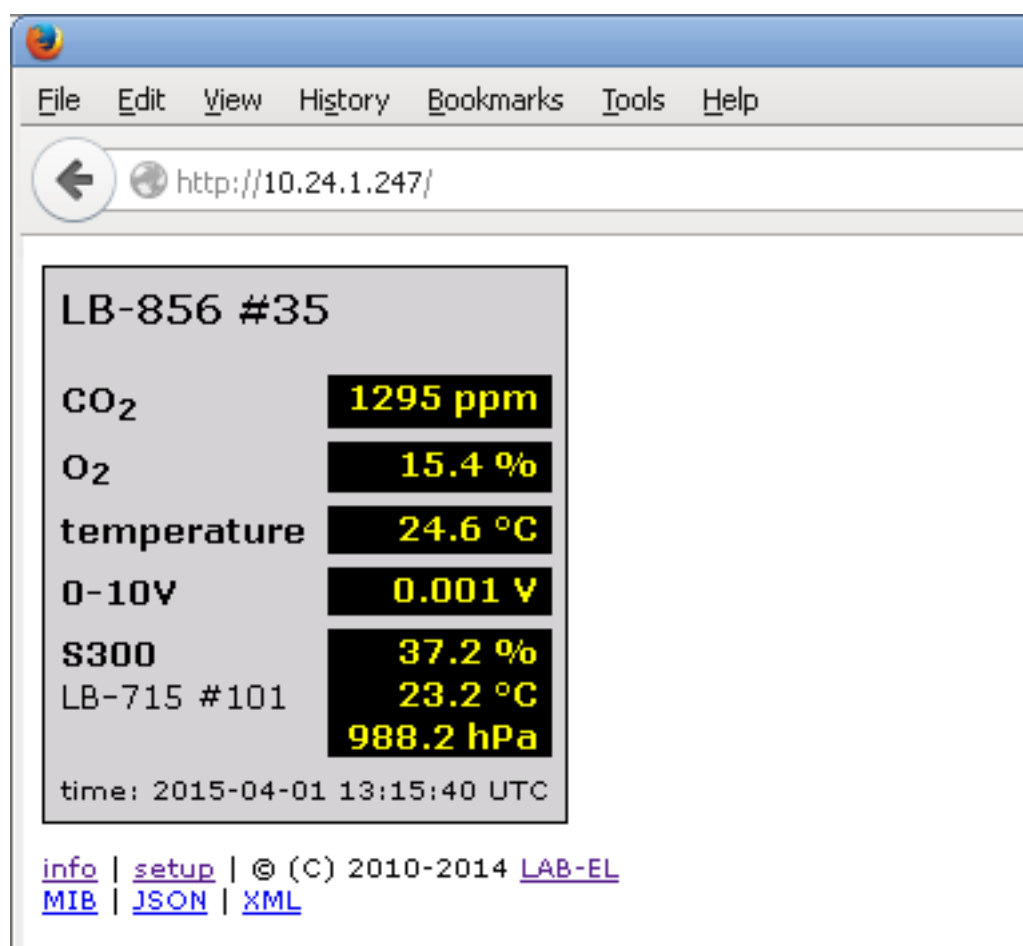 File Edit View History Bookmarks Tools Help
http://10.24.1.247/
LB-856 #35
CO₂ 1295 ppm
O₂ 15.4 %
temperature 24.6 °C
0-10V 0.001 V
S300 37.2 %
LB-715 #101 23.2 °C
988.2 hPa
time: 2015-04-01 13:15:40 UTC
info | setup | © (C) 2010-2014 LAB-EL
MIB | JSON | XML